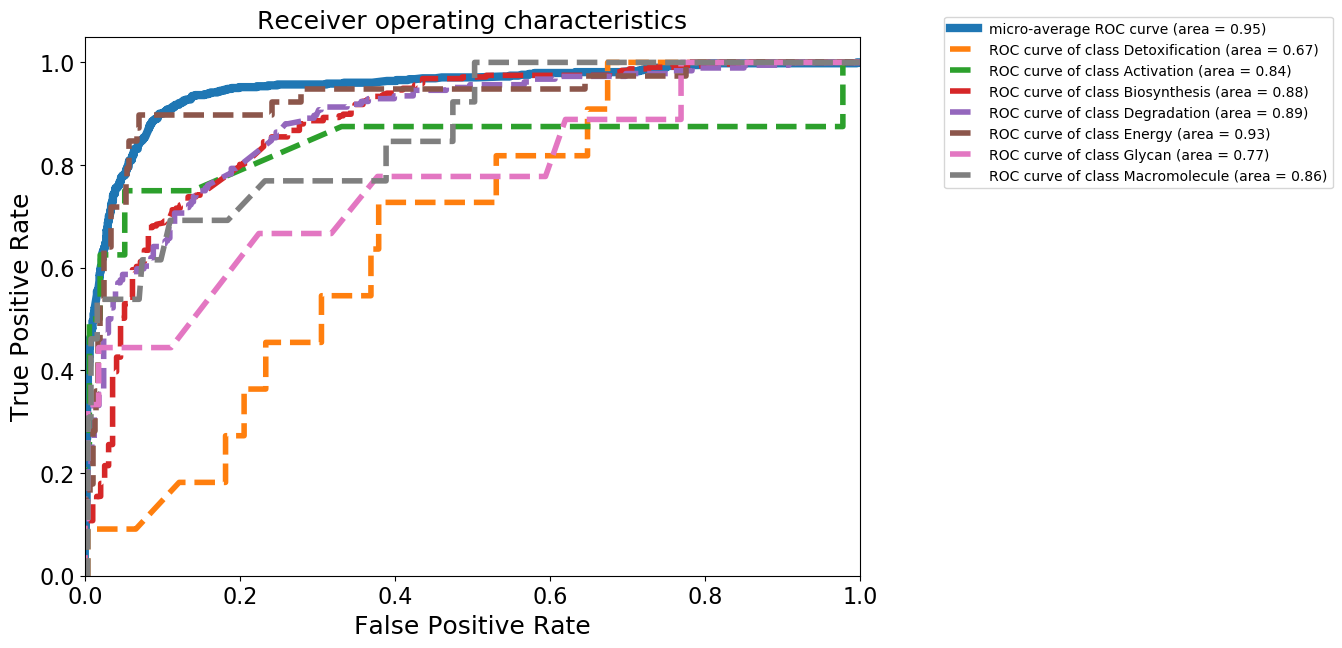 Receiver operating characteristics
micro-average ROC curve (area = 0.95)
ROC curve of class Detoxification (area = 0.67)
ROC curve of class Activation (area = 0.84)
ROC curve of class Biosynthesis (area = 0.88)
ROC curve of class Degradation (area = 0.89)
ROC curve of class Energy (area = 0.93)
ROC curve of class Glycan (area = 0.77)
ROC curve of class Macromolecule (area = 0.86)
True Positive Rate
1.0
0.8
0.6
0.4
0.2
0.0
0.0 0.2 0.4 0.6 0.8 1.0
False Positive Rate